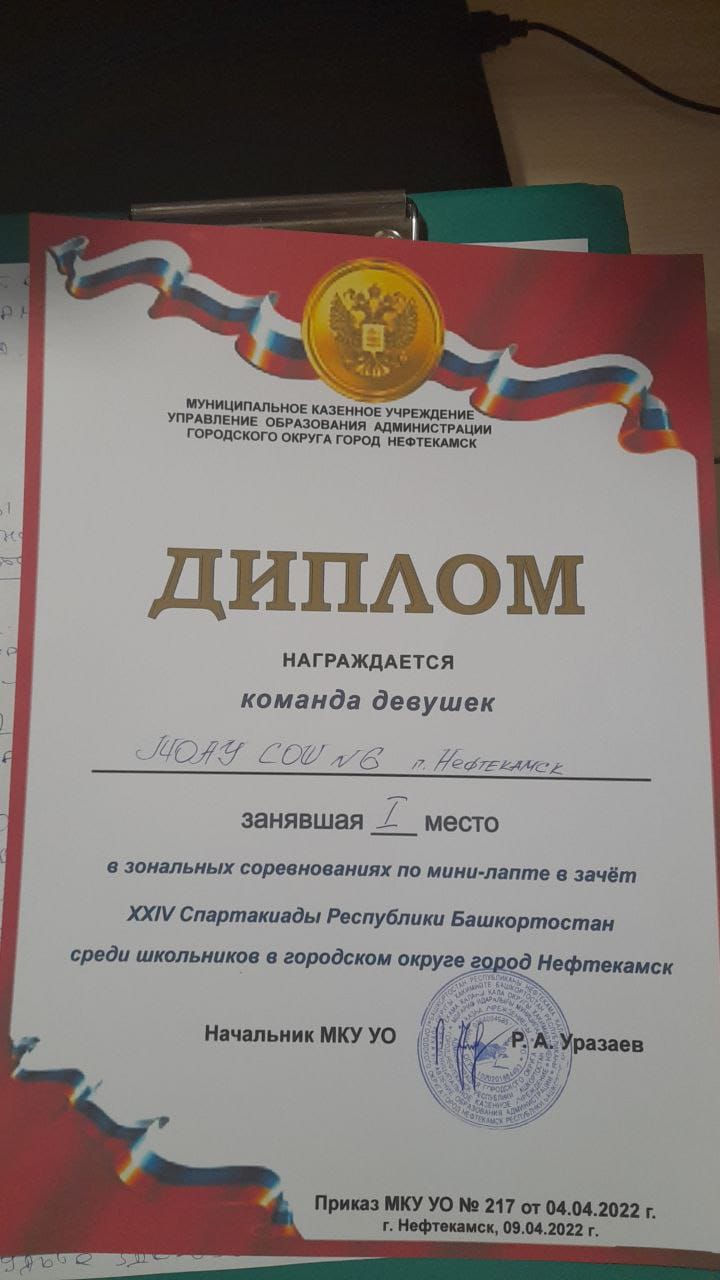 МУНИЦИПАЛЬНОЕ КАЗЕННОЕ УЧРЕЖДЕНИЕ
УПРАВЛЕНИЕ ОБРАЗОВАНИЯ АДМИНИСТРАЦИИ
ГОРОДСКОГО ОКРУГА ГОРОД НЕФТЕКАМСК
ДИПЛОМ
НАГРАЖДАЕТСЯ
команда девушек
МОАУ СОШ №6 г. Нефтекамск
занявшая I место
в зональных соревнованиях по мини-лапте в зачёт
XXIV Спартакиады Республики Башкортостан
среди школьников в городском округе город Нефтекамск
Начальник МКУ УО Р. А. Уразаев
Приказ МКУ УО № 217 от 04.04.2022 г.
г. Нефтекамск, 09.04.2022 г.